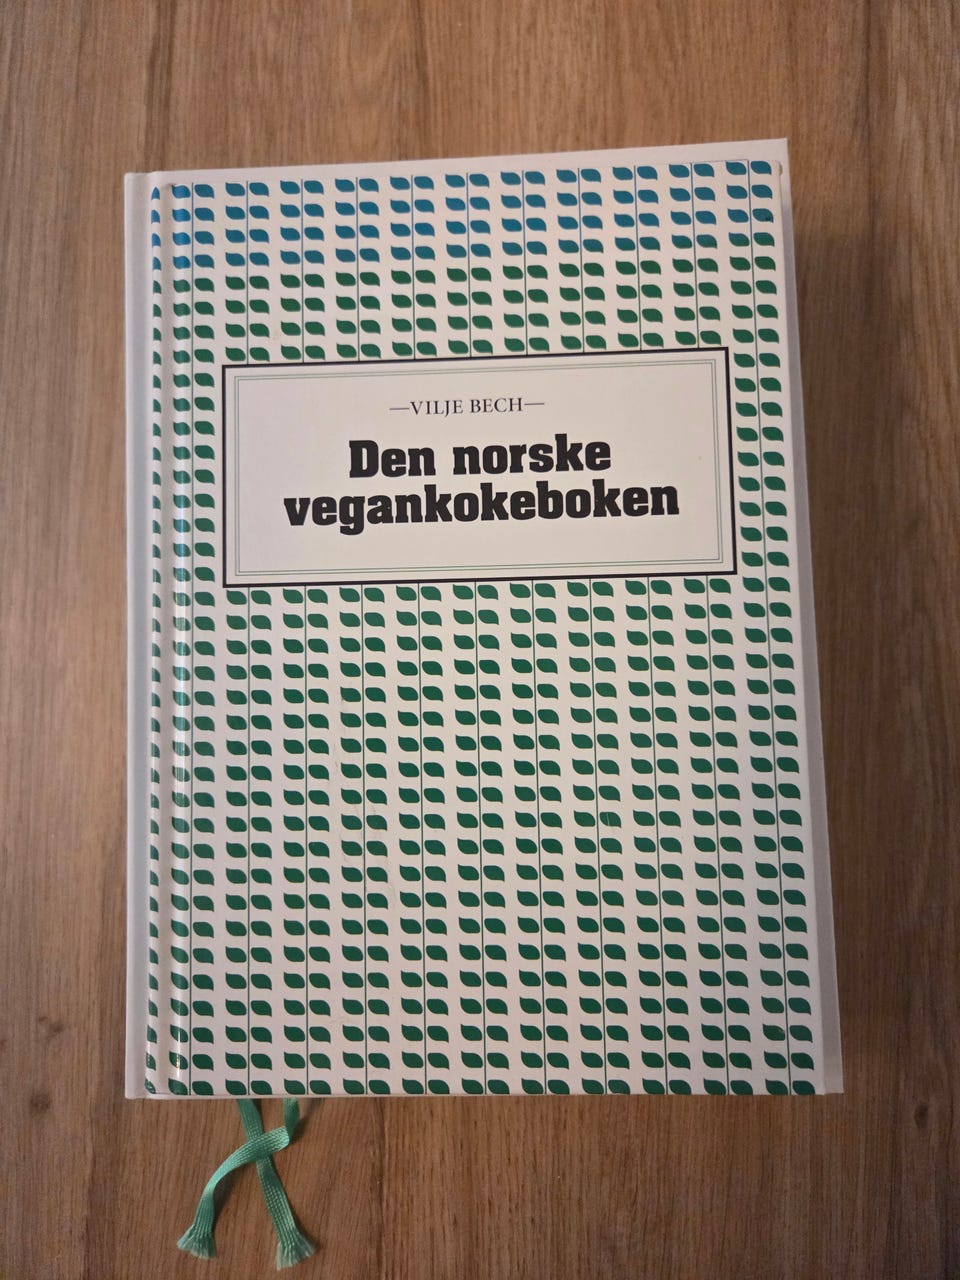 —VILJE BECH—
Den norske
vegankokeboken